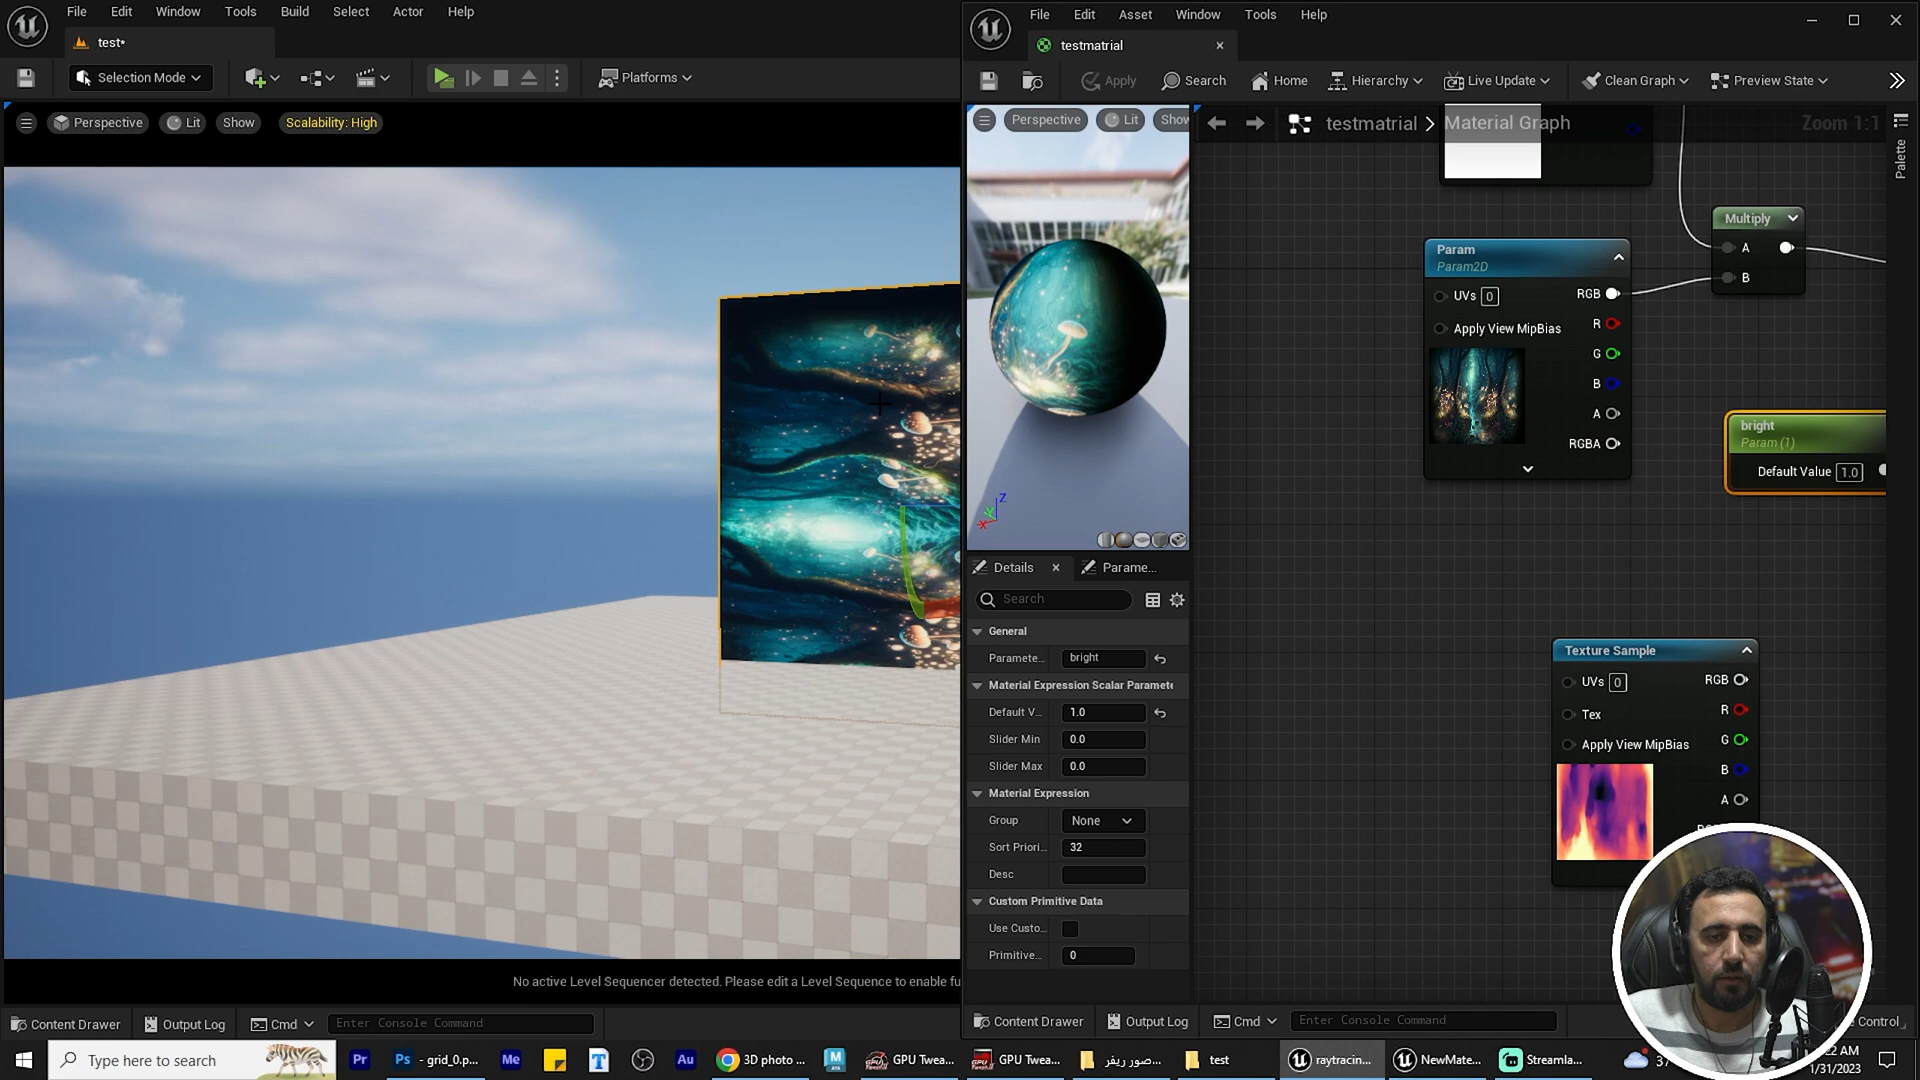 File Edit Window Tools Build Select Actor Help
test*
Selection Mode
Platforms
Perspective Lit Show Scalability: High
No active Level Sequencer detected. Please edit a Level Sequence to enable fu
Content Drawer Output Log Cmd Enter Console Command
File Edit Asset Window Tools Help
testmatrial
Apply Search Home Hierarchy Live Update Clean Graph Preview State
Perspective Lit Show
testmatrial Material Graph Zoom 1:1
Palette
Multiply
A
B
Param
Param2D
UVs 0 RGB
Apply View MipBias R
G
B
A
RGBA
bright
Param (1)
Default Value 1.0
Texture Sample
UVs 0 RGB
Tex R
Apply View MipBias G
B
A
Z
Y
X
Details Parame...
Search
General
Paramete... bright
Material Expression Scalar Paramete
Default V... 1.0
Slider Min 0.0
Slider Max 0.0
Material Expression
Group None
Sort Priori... 32
Desc
Custom Primitive Data
Use Custo...
Primitive... 0
Content Drawer Output Log Cmd Enter Console Command e Control
Type here to search
Pr
Ps - grid_0.p...
Me
T
Au
3D photo ...
GPU Twea...
GPU Twea...
صور ريفر...
test
raytracin...
NewMate...
Streamla...
1/31/2023